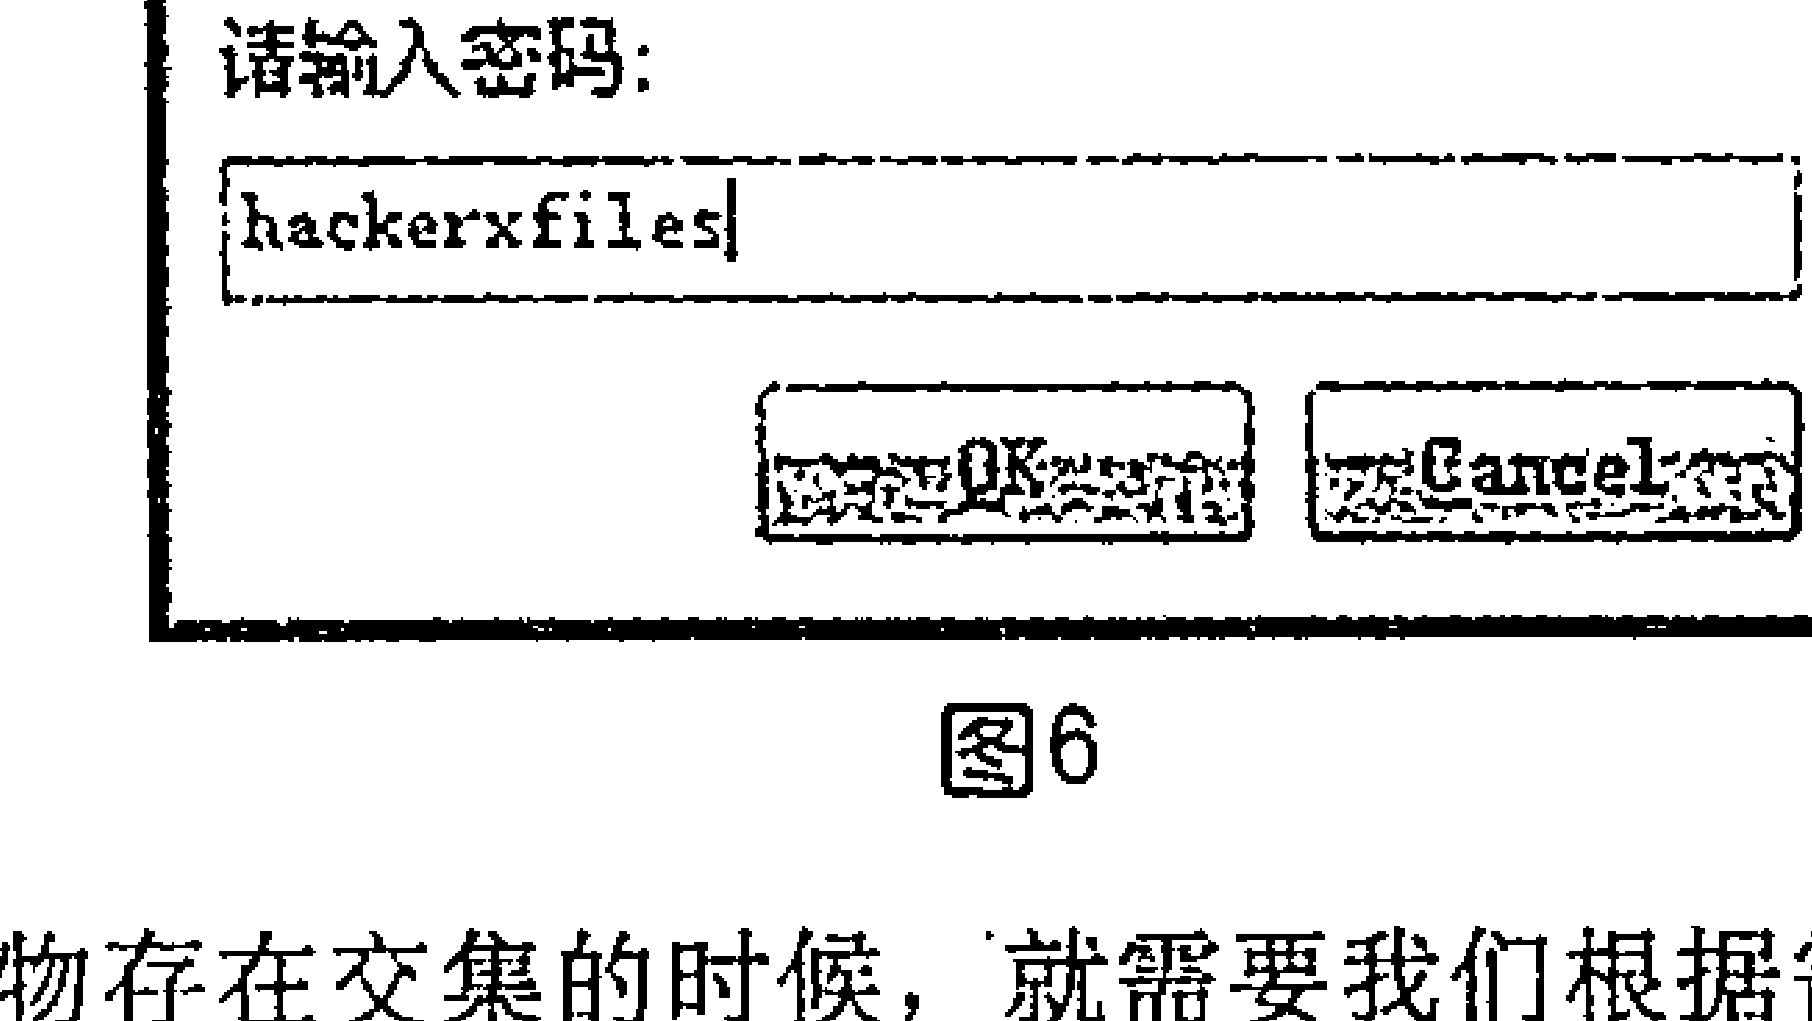 请输入密码:
hackerxfiles
OK Cancel
图6
物存在交集的时候，就需要我们根据